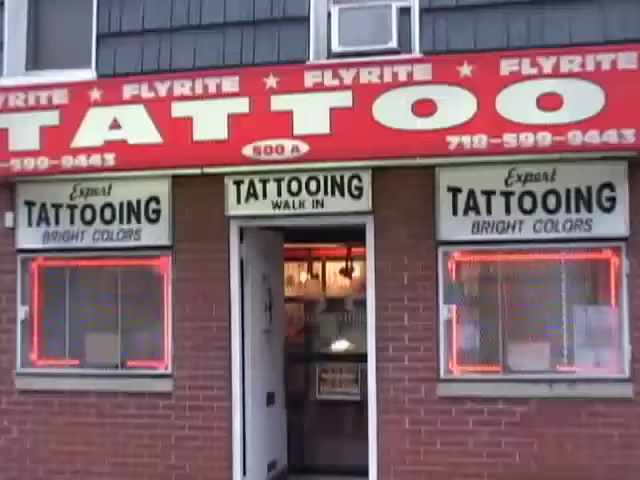 YRITE ★ FLYRITE ★ FLYRITE ★ FLYRITE
TATTOO
-599-9443 500 A 718-599-9443
Expert
TATTOOING
BRIGHT COLORS
TATTOOING
WALK IN
Expert
TATTOOING
BRIGHT COLORS